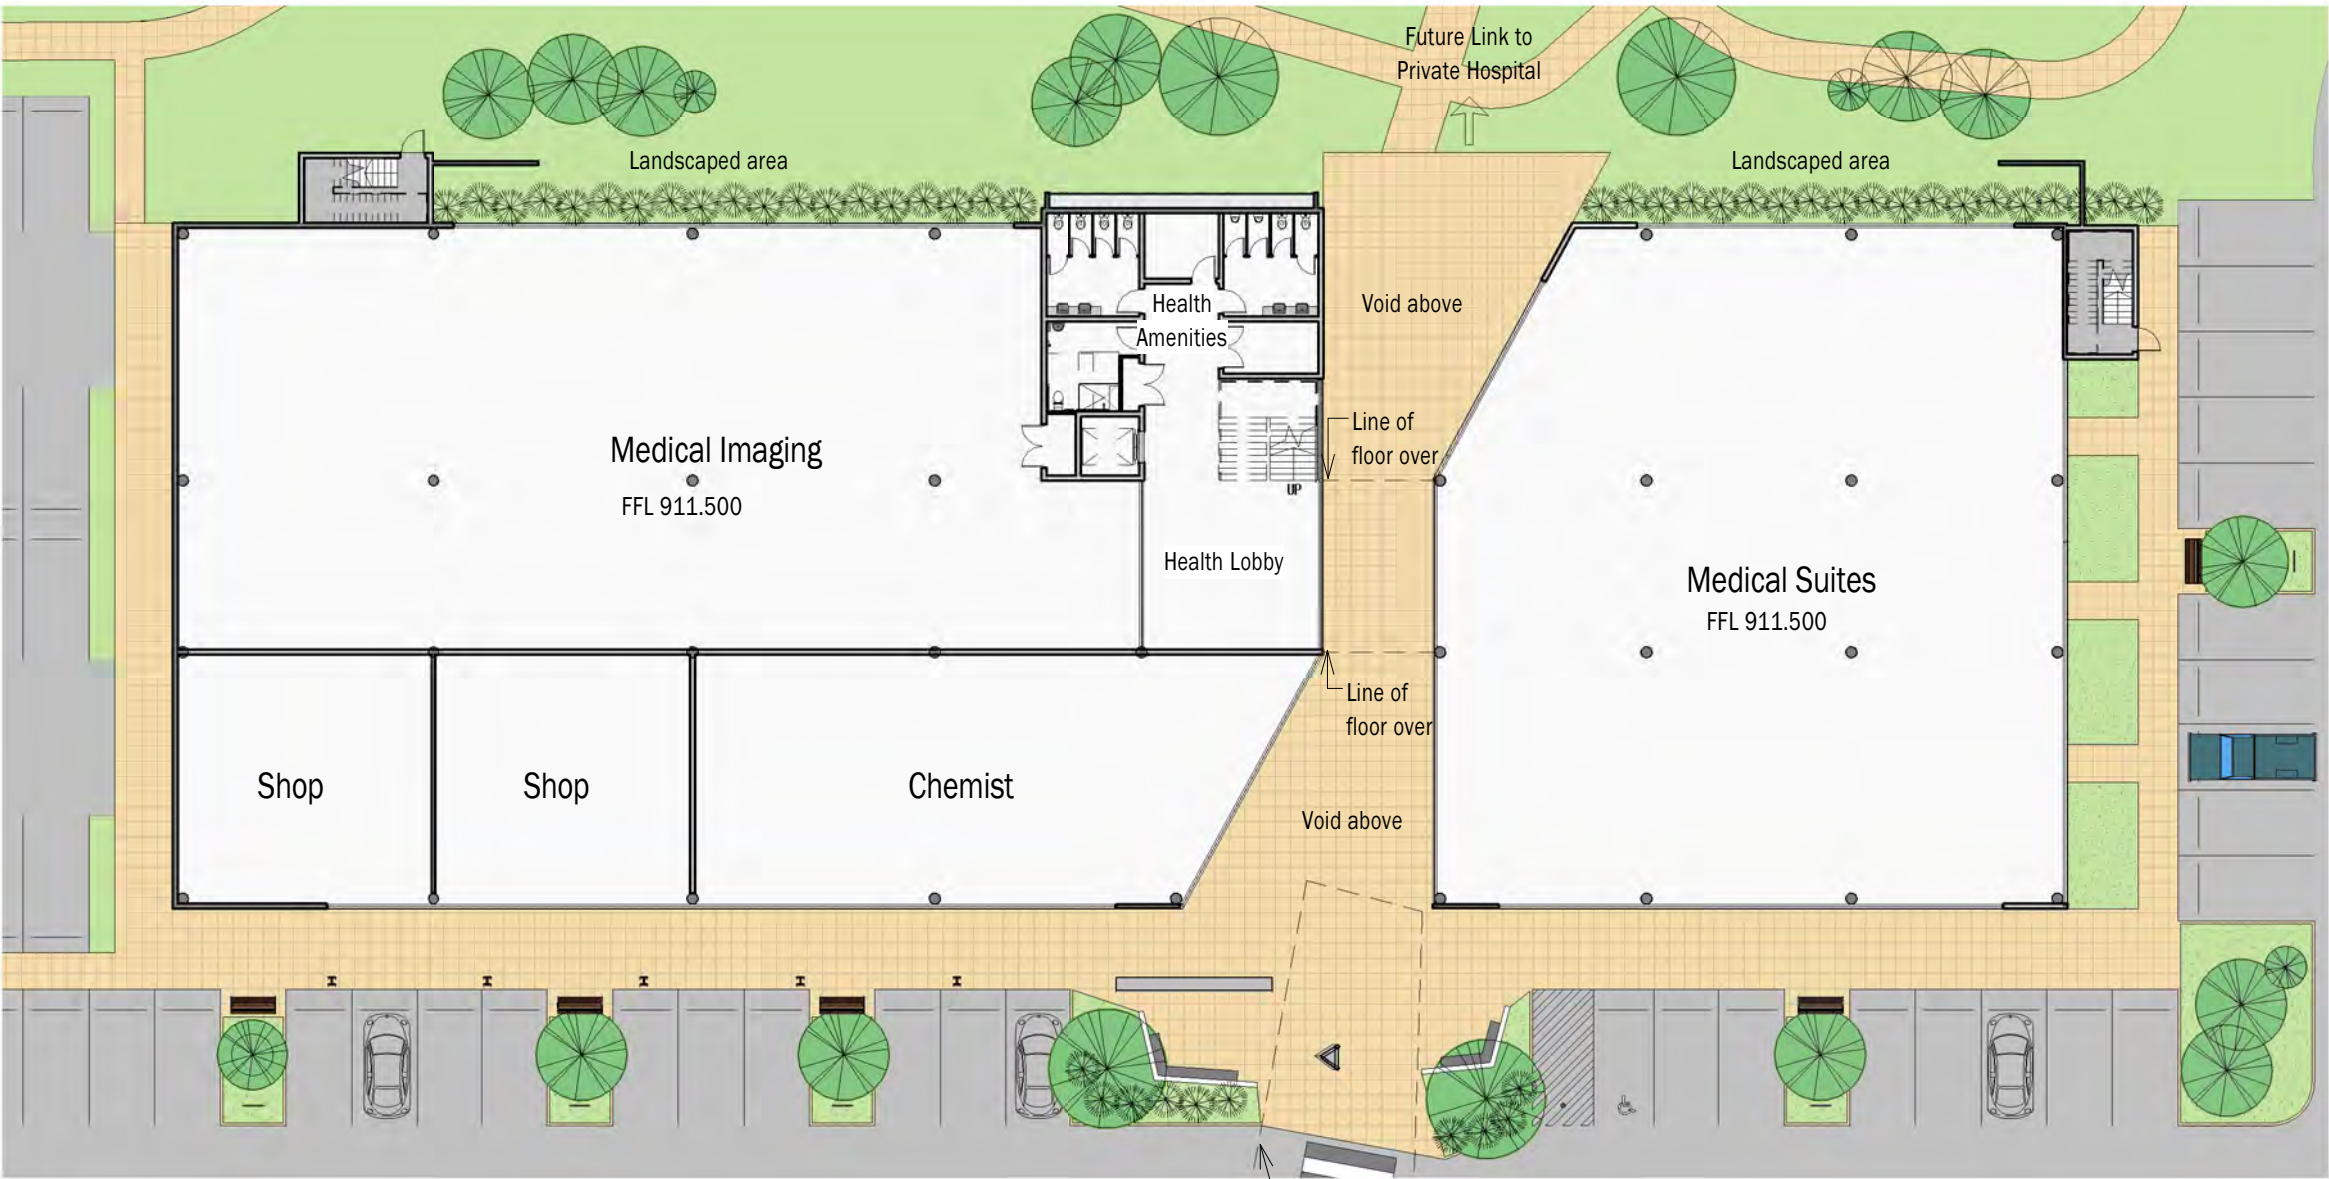 Future Link to
Private Hospital
Landscaped area
Landscaped area
Health
Amenities
Void above
Line of
floor over
Medical Imaging
FFL 911.500
UP
Health Lobby
Medical Suites
FFL 911.500
Line of
floor over
Shop
Shop
Chemist
Void above
H
H
H
H
H